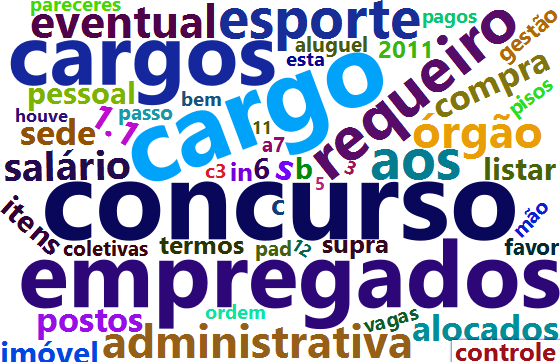 pareceres
eventual
esporte
pagos
gestão
cargos
cargo
aluguel
2011
esta
requeiro
compra
pessoal
bem
pisos
houve
1.1
passo
sede
11
órgão
a7
salário
c3
in
6
s
b
5
3
aos
listar
concurso
c
itens
mão
coletivas
termos
pad
12
supra
favor
empregados
ordem
postos
vagas
alocados
imóvel
administrativa
controle